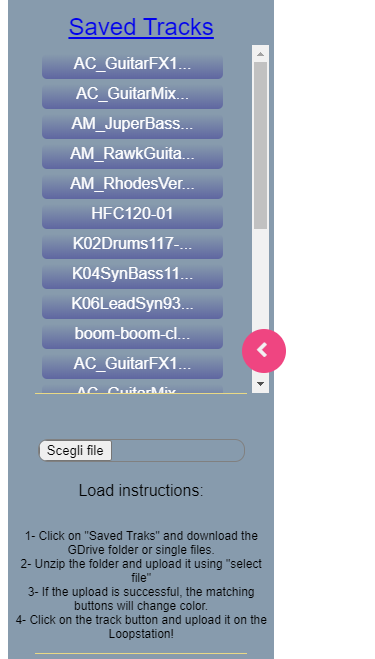 Saved Tracks
AC_GuitarFX1...
AC_GuitarMix...
AM_JuperBass...
AM_RawkGuita...
AM_RhodesVer...
HFC120-01
K02Drums117-...
K04SynBass11...
K06LeadSyn93...
boom-boom-cl...
AC_GuitarFX1...
AC_GuitarMix...
Scegli file
Load instructions:
1- Click on "Saved Traks" and download the
GDrive folder or single files.
2- Unzip the folder and upload it using "select
file"
3- If the upload is successful, the matching
buttons will change color.
4- Click on the track button and upload it on the
Loopstation!